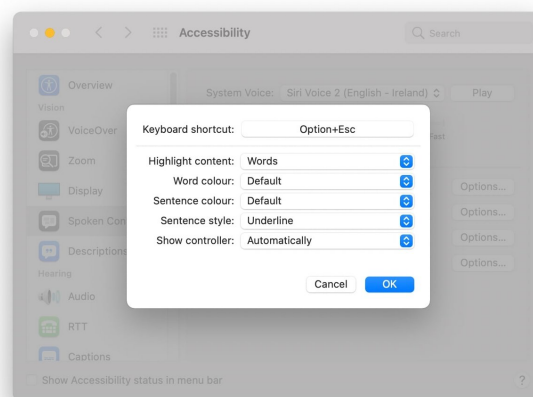 Accessibility
Search
Overview
System Voice: Siri Voice 2 (English - Ireland)
Play
Vision
VoiceOver
Fast
Zoom
Display
Options...
Spoken Con
Options...
Descriptions
Options...
Options...
Hearing
Audio
RTT
Captions
Show Accessibility status in menu bar
?
Keyboard shortcut: Option+Esc
Highlight content: Words
Word colour: Default
Sentence colour: Default
Sentence style: Underline
Show controller: Automatically
Cancel
OK